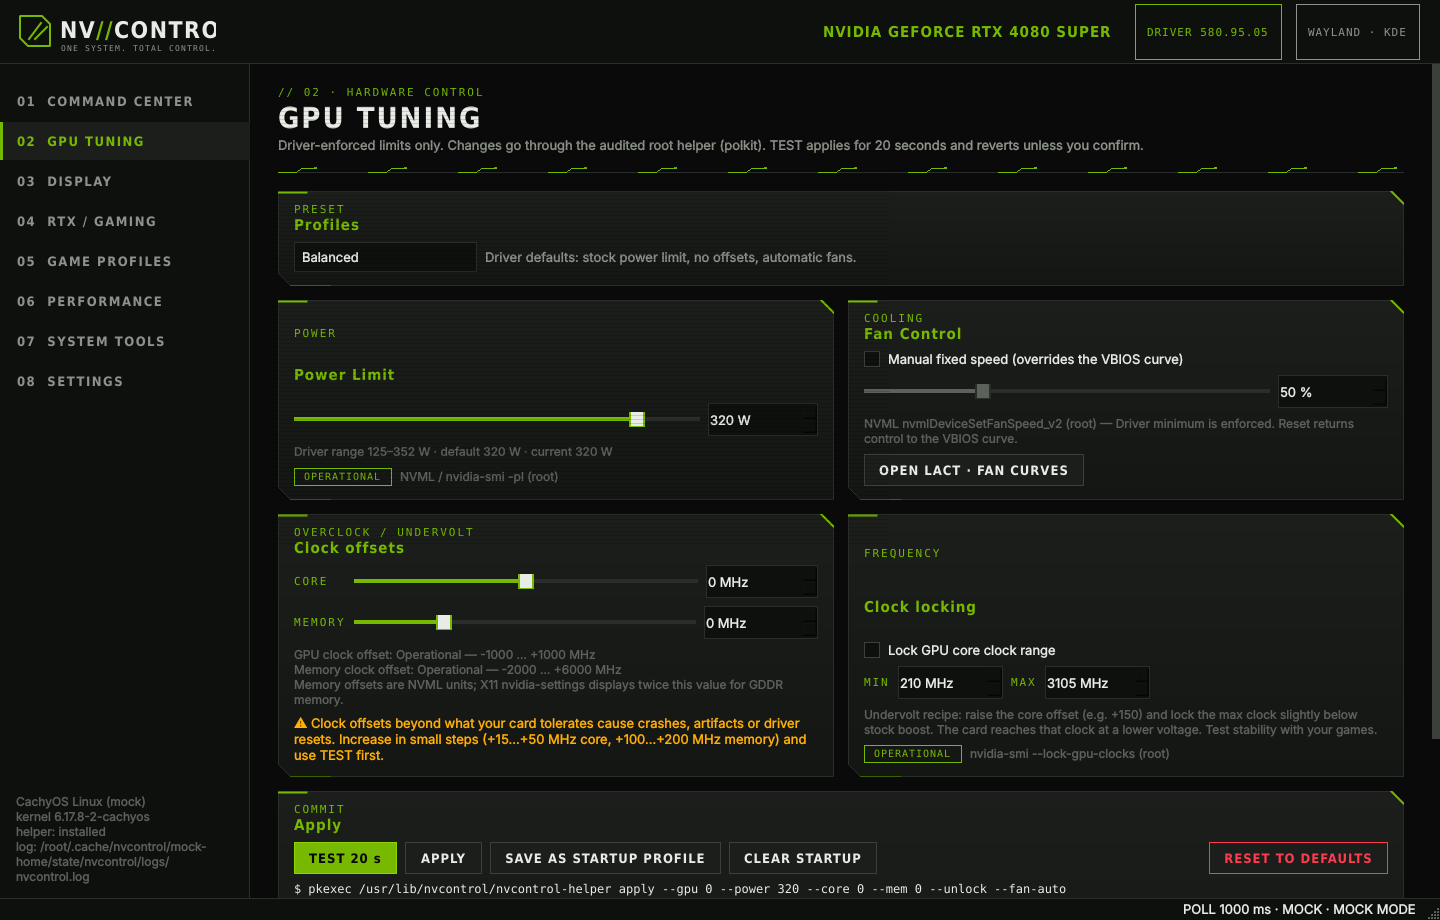 NV//CONTRO
ONE SYSTEM. TOTAL CONTROL.
NVIDIA GEFORCE RTX 4080 SUPER
DRIVER 580.95.05
WAYLAND · KDE
01 COMMAND CENTER
02 GPU TUNING
03 DISPLAY
04 RTX / GAMING
05 GAME PROFILES
06 PERFORMANCE
07 SYSTEM TOOLS
08 SETTINGS
CachyOS Linux (mock)
kernel 6.17.8-2-cachyos
helper: installed
log: /root/.cache/nvcontrol/mock-
home/state/nvcontrol/logs/
nvcontrol.log
// 02 · HARDWARE CONTROL
GPU TUNING
Driver-enforced limits only. Changes go through the audited root helper (polkit). TEST applies for 20 seconds and reverts unless you confirm.
PRESET
Profiles
Balanced
Driver defaults: stock power limit, no offsets, automatic fans.
POWER
Power Limit
320 W
Driver range 125–352 W · default 320 W · current 320 W
OPERATIONAL
NVML / nvidia-smi -pl (root)
COOLING
Fan Control
Manual fixed speed (overrides the VBIOS curve)
50 %
NVML nvmlDeviceSetFanSpeed_v2 (root) — Driver minimum is enforced. Reset returns
control to the VBIOS curve.
OPEN LACT · FAN CURVES
OVERCLOCK / UNDERVOLT
Clock offsets
CORE
0 MHz
MEMORY
0 MHz
GPU clock offset: Operational — -1000 … +1000 MHz
Memory clock offset: Operational — -2000 … +6000 MHz
Memory offsets are NVML units; X11 nvidia-settings displays twice this value for GDDR
memory.
⚠ Clock offsets beyond what your card tolerates cause crashes, artifacts or driver
resets. Increase in small steps (+15…+50 MHz core, +100…+200 MHz memory) and
use TEST first.
FREQUENCY
Clock locking
Lock GPU core clock range
MIN
210 MHz
MAX
3105 MHz
Undervolt recipe: raise the core offset (e.g. +150) and lock the max clock slightly below
stock boost. The card reaches that clock at a lower voltage. Test stability with your games.
OPERATIONAL
nvidia-smi --lock-gpu-clocks (root)
COMMIT
Apply
TEST 20 s
APPLY
SAVE AS STARTUP PROFILE
CLEAR STARTUP
RESET TO DEFAULTS
$ pkexec /usr/lib/nvcontrol/nvcontrol-helper apply --gpu 0 --power 320 --core 0 --mem 0 --unlock --fan-auto
POLL 1000 ms · MOCK · MOCK MODE